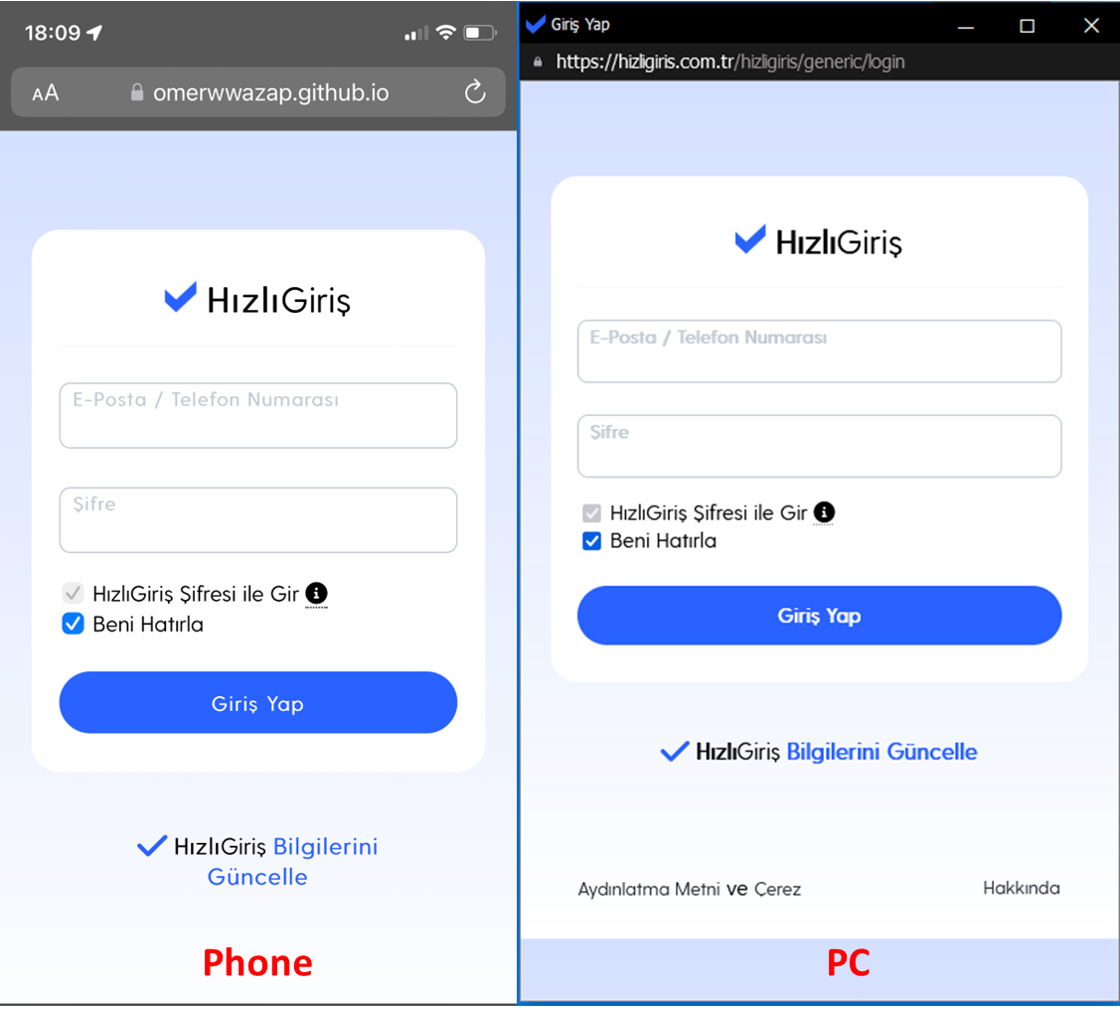 18:09
AA omerwwazap.github.io
HızlıGiriş
E-Posta / Telefon Numarası
Şifre
HızlıGiriş Şifresi ile Gir
Beni Hatırla
Giriş Yap
HızlıGiriş Bilgilerini
Güncelle
Phone
Giriş Yap
https://hizligiris.com.tr/hizligiris/generic/login
HızlıGiriş
E-Posta / Telefon Numarası
Şifre
HızlıGiriş Şifresi ile Gir
Beni Hatırla
Giriş Yap
HızlıGiriş Bilgilerini Güncelle
Aydınlatma Metni ve Çerez
Hakkında
PC